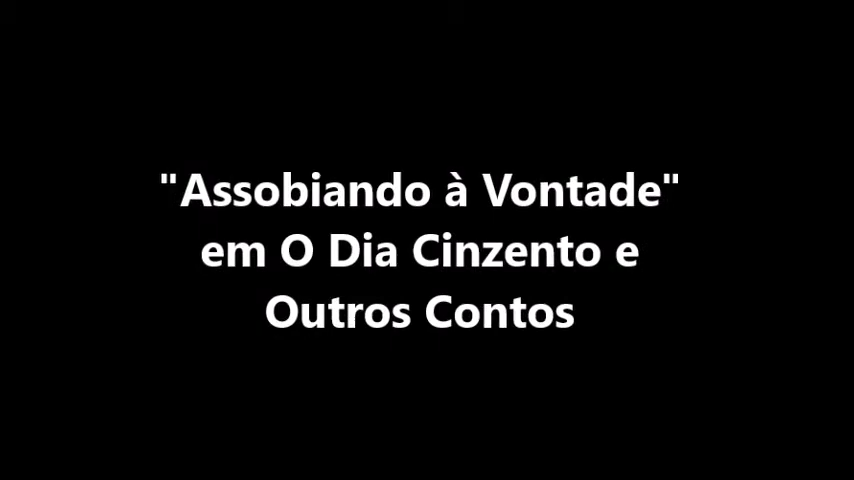 "Assobiando à Vontade"
em O Dia Cinzento e
Outros Contos